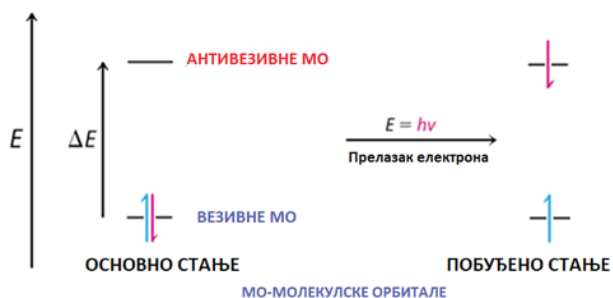 АНТИВЕЗИВНЕ МО
E
ΔE
E = hν
Прелазак електрона
ВЕЗИВНЕ МО
ОСНОВНО СТАЊЕ
ПОБУЂЕНО СТАЊЕ
МО-МОЛЕКУЛСКЕ ОРБИТАЛЕ